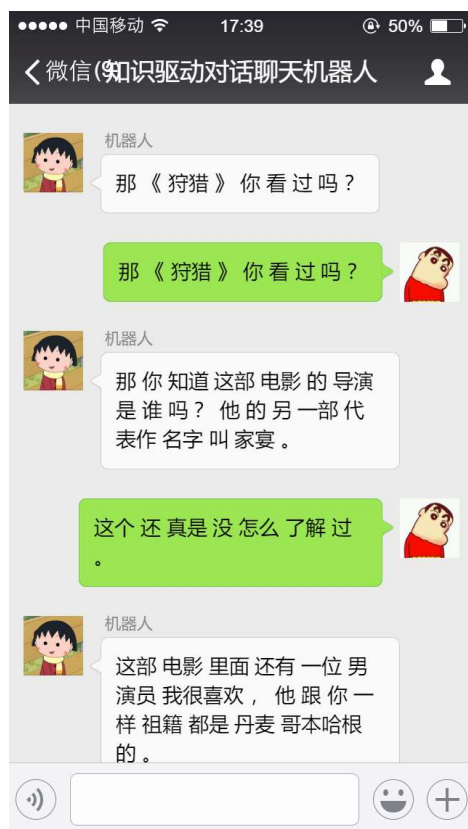 中国移动 17:39 50%
微信(9知识驱动对话聊天机器人
机器人
那 《 狩猎 》 你 看 过 吗 ?
那 《 狩猎 》 你 看 过 吗 ?
机器人
那 你 知道 这部 电影 的 导演
是 谁 吗 ? 他 的 另 一部 代
表作 名字 叫 家宴 。
这个 还 真是 没 怎么 了解 过
。
机器人
这部 电影 里面 还有 一位 男
演员 我很喜欢 , 他 跟 你 一
样 祖籍 都是 丹麦 哥本哈根
的 。